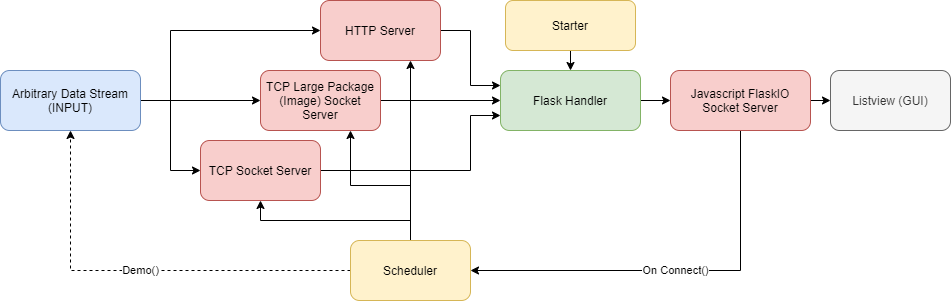 HTTP Server
Starter
Arbitrary Data Stream
(INPUT)
TCP Large Package
(Image) Socket
Server
Flask Handler
Javascript FlaskIO
Socket Server
Listview (GUI)
TCP Socket Server
Demo()
Scheduler
On Connect()